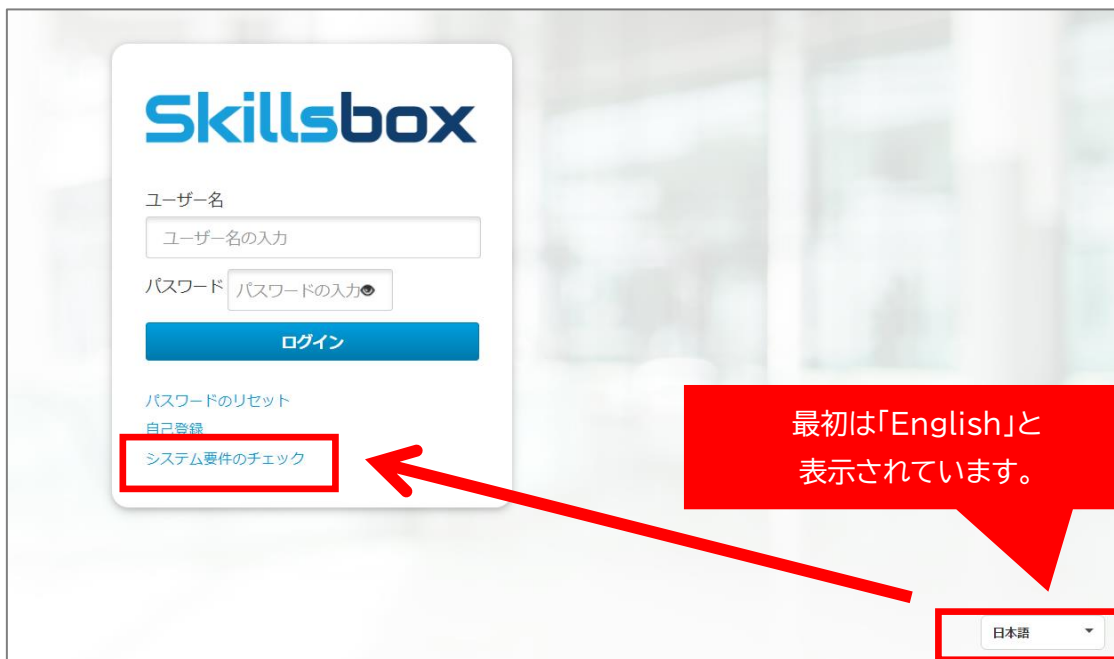 Skillsbox
ユーザー名
ユーザー名の入力
パスワード パスワードの入力
ログイン
パスワードのリセット
自己登録
システム要件のチェック
最初は「English」と
表示されています。
日本語